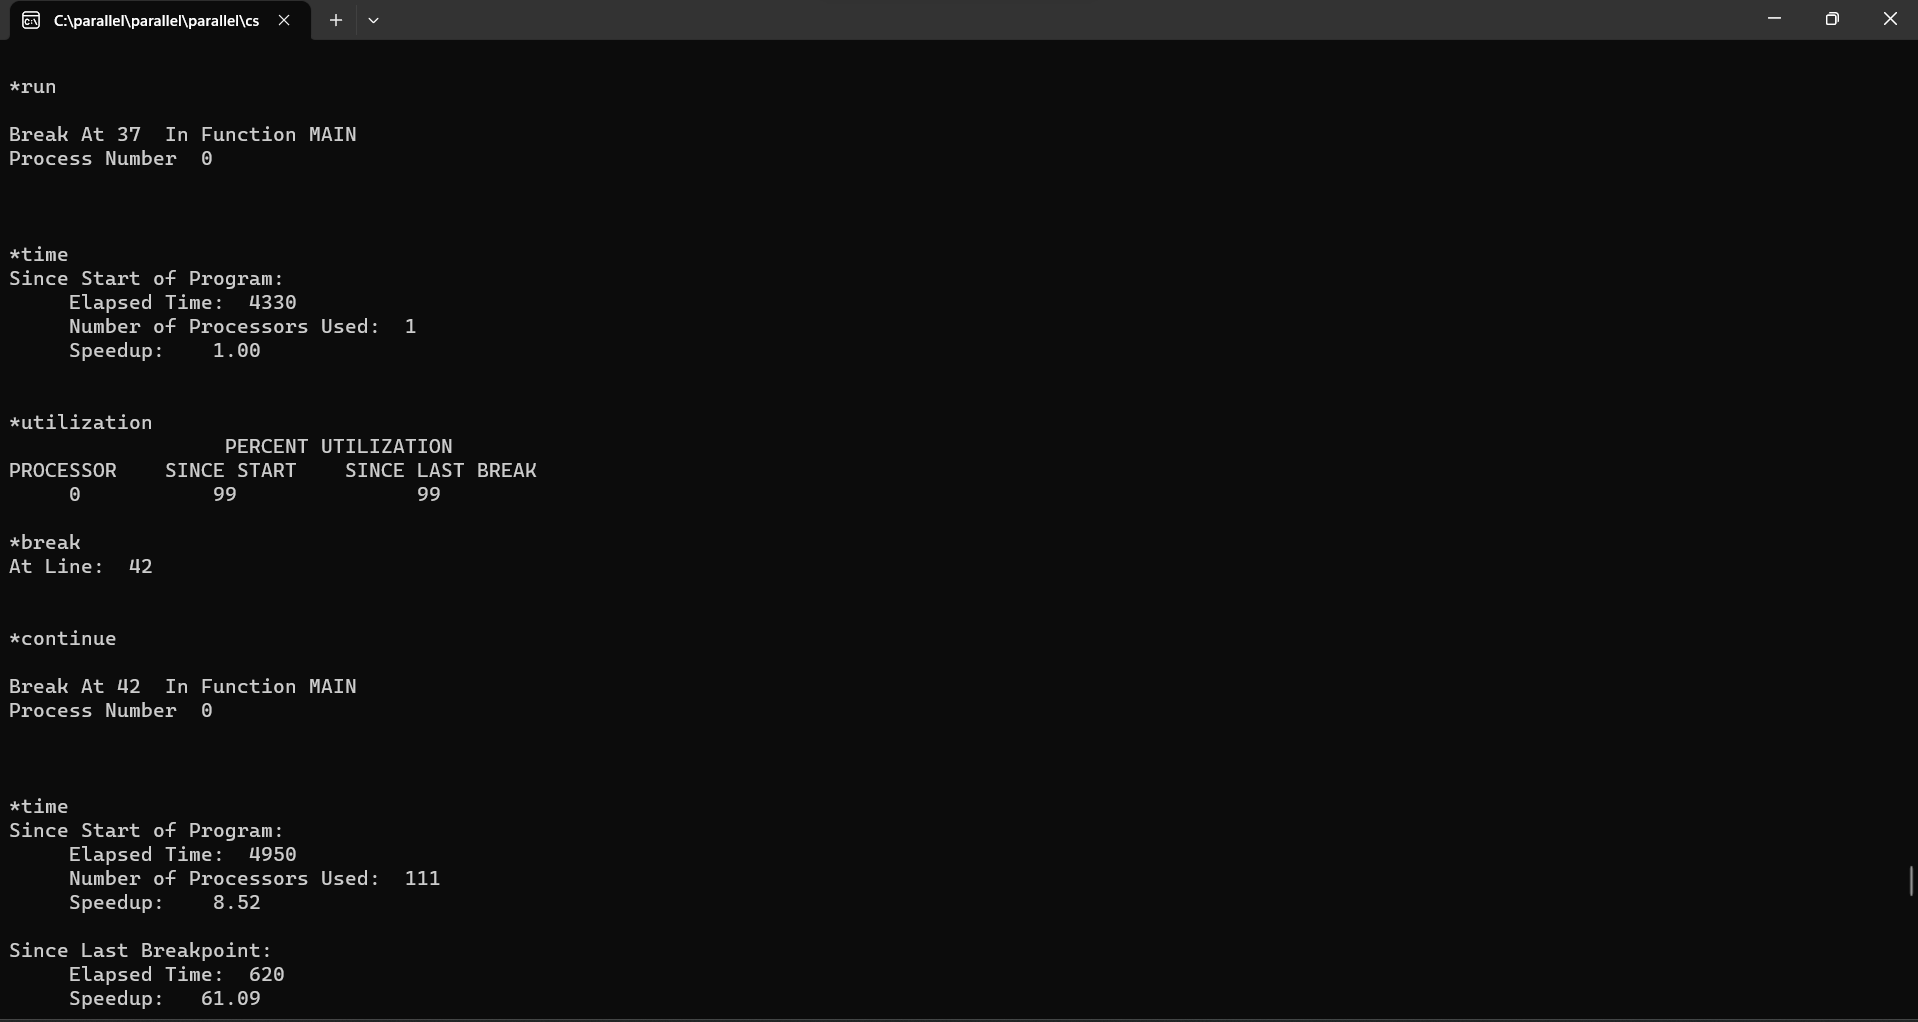 C:\parallel\parallel\parallel\cs
*run
Break At 37  In Function MAIN
Process Number  0
*time
Since Start of Program:
     Elapsed Time:  4330
     Number of Processors Used:  1
     Speedup:    1.00
*utilization
                  PERCENT UTILIZATION
PROCESSOR    SINCE START    SINCE LAST BREAK
     0           99               99
*break
At Line:  42
*continue
Break At 42  In Function MAIN
Process Number  0
*time
Since Start of Program:
     Elapsed Time:  4950
     Number of Processors Used:  111
     Speedup:    8.52
Since Last Breakpoint:
     Elapsed Time:  620
     Speedup:   61.09